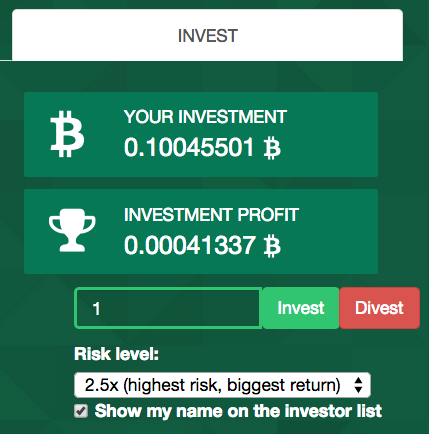 INVEST
YOUR INVESTMENT
0.10045501 ₿
INVESTMENT PROFIT
0.00041337 ₿
1 Invest Divest
Risk level:
2.5x (highest risk, biggest return)
Show my name on the investor list